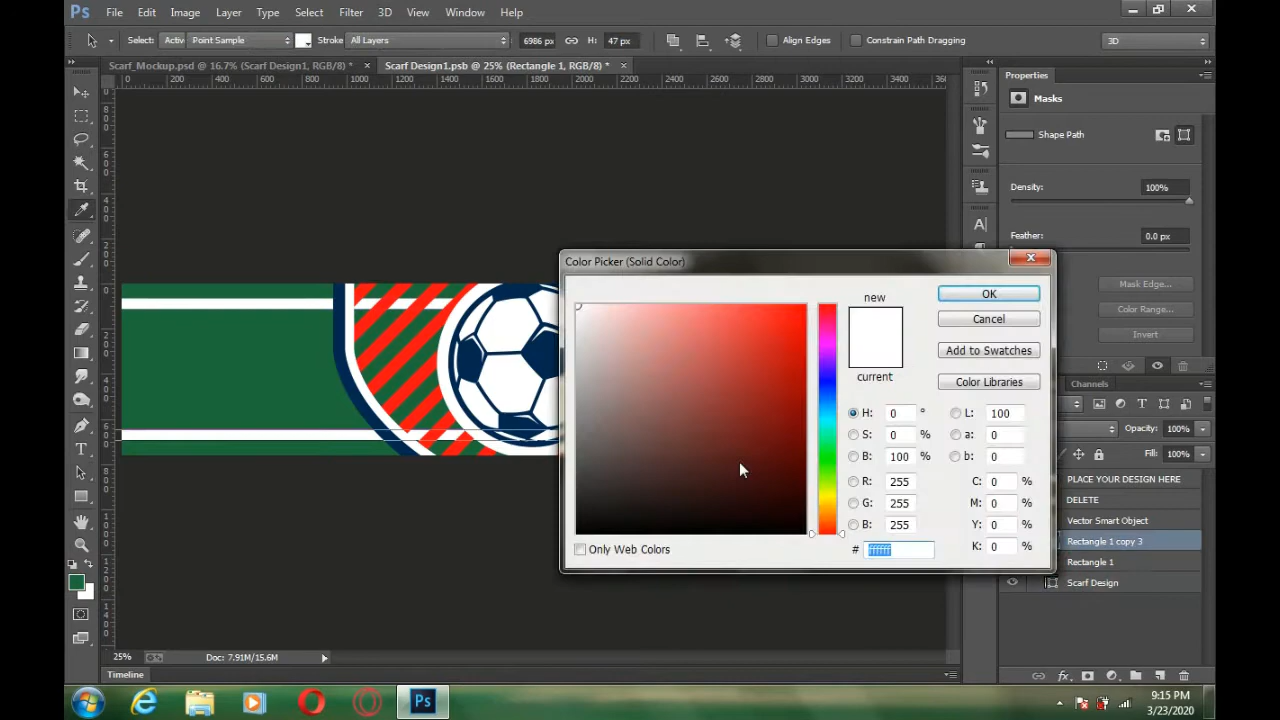 Ps File Edit Image Layer Type Select Filter 3D View Window Help
Select: Activ Point Sample Stroke All Layers 6986 px H: 47 px Align Edges Constrain Path Dragging 3D
Scarf_Mockup.psd @ 16.7% (Scarf Design1, RGB/8) * × Scarf Design1.psb @ 25% (Rectangle 1, RGB/8) * ×
0 200 400 600 800 1000 1200 1400 1600 1800 2000 2200 2400 2600 2800 3000 3200 3400 36
Properties
Masks
Shape Path
Density: 100%
Feather: 0.0 px
Mask Edge...
Color Range...
Invert
Color Picker (Solid Color)
new
current
OK
Cancel
Add to Swatches
Color Libraries
H: 0 ° L: 100
S: 0 % a: 0
B: 100 % b: 0
R: 255 C: 0 %
G: 255 M: 0 %
B: 255 Y: 0 %
# ffffff K: 0 %
Only Web Colors
Channels
Opacity: 100%
Fill: 100%
PLACE YOUR DESIGN HERE
DELETE
Vector Smart Object
Rectangle 1 copy 3
Rectangle 1
Scarf Design
25% Doc: 7.91M/15.6M
Timeline
Ps
9:15 PM
3/23/2020